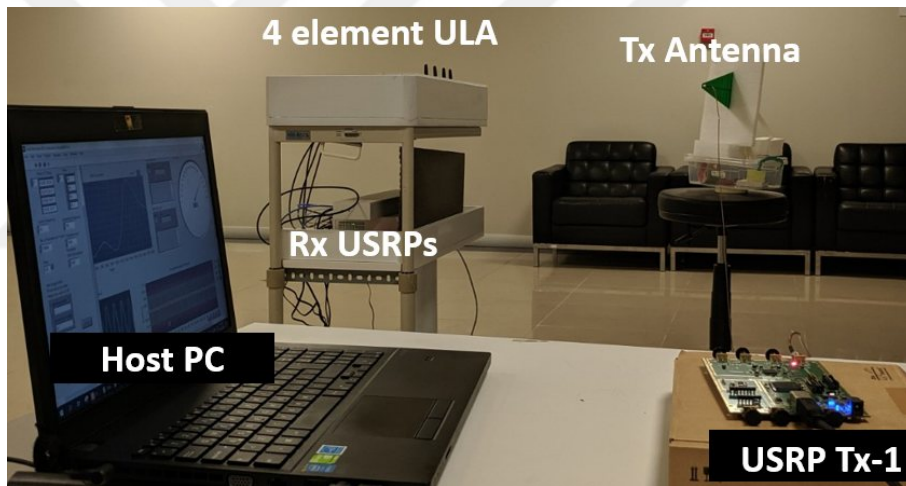 4 element ULA
Tx Antenna
Rx USRPs
Host PC
USRP Tx-1